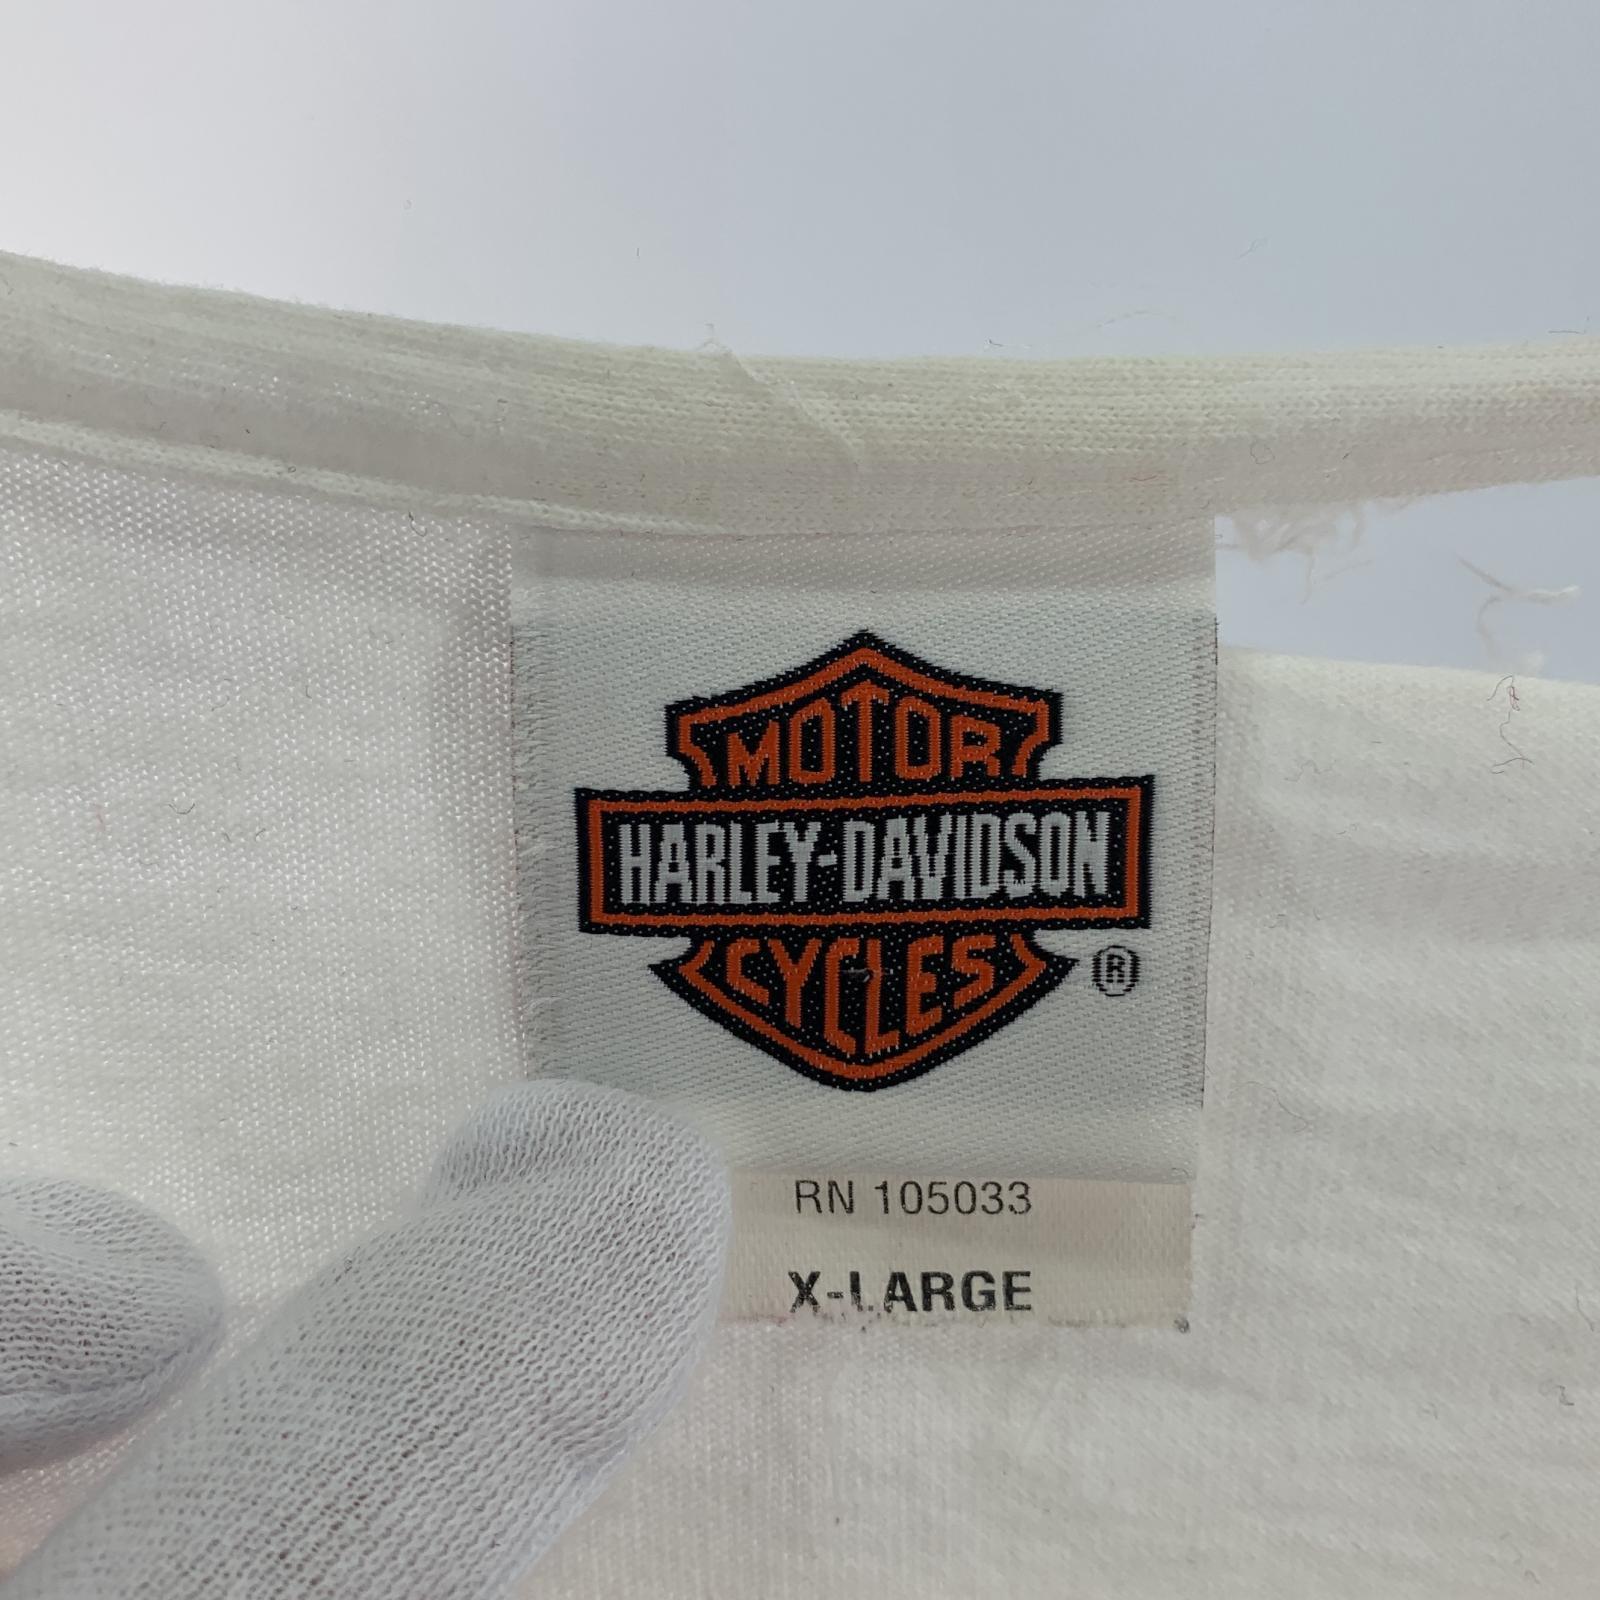 MOTOR
HARLEY-DAVIDSON
CYCLES
®
RN 105033
X-LARGE